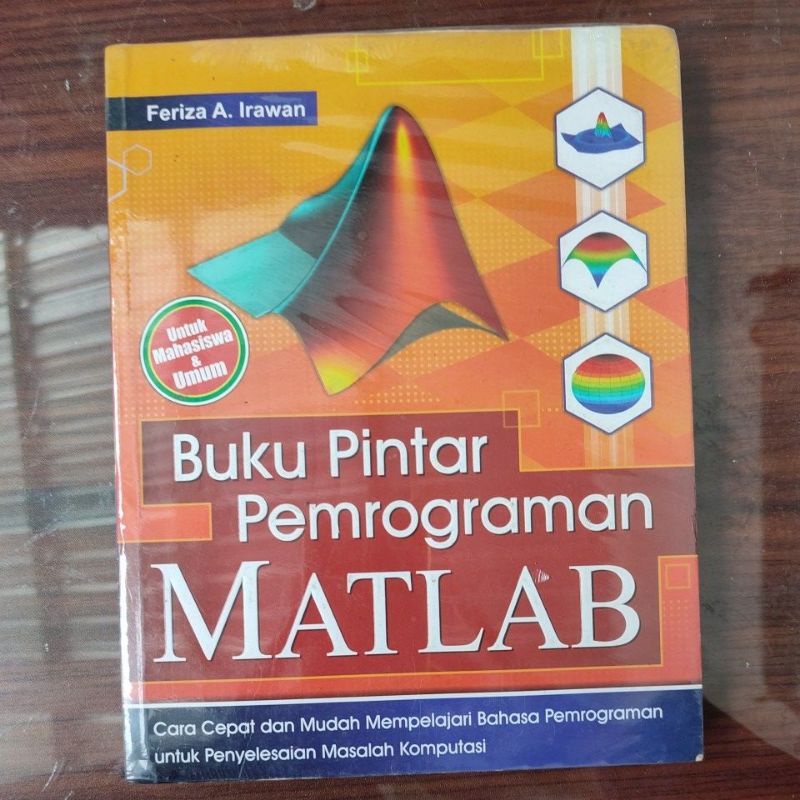 Feriza A. Irawan
Untuk
Mahasiswa
&
Umum
Buku Pintar
Pemrograman
MATLAB
Cara Cepat dan Mudah Mempelajari Bahasa Pemrograman
untuk Penyelesaian Masalah Komputasi